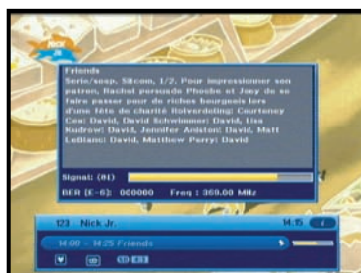 NICK
JR
Friends
Serie/soap, Sitcom, 1/2. Pour impressionner son
patron, Rachel persuade Phoebe et Joey de se
faire passer pour de riches bourgeois lors
d'une fête de charité Rolverdeling: Courteney
Cox: David, David Schwimmer: David, Lisa
Kudrow: David, Jennifer Aniston: David, Matt
LeBlanc: David, Matthew Perry: David
Signal: (81)
BER [E-6]: 000000 Freq : 369.00 MHz
123 Nick Jr. 14:15 i
14:00 - 14:25 Friends